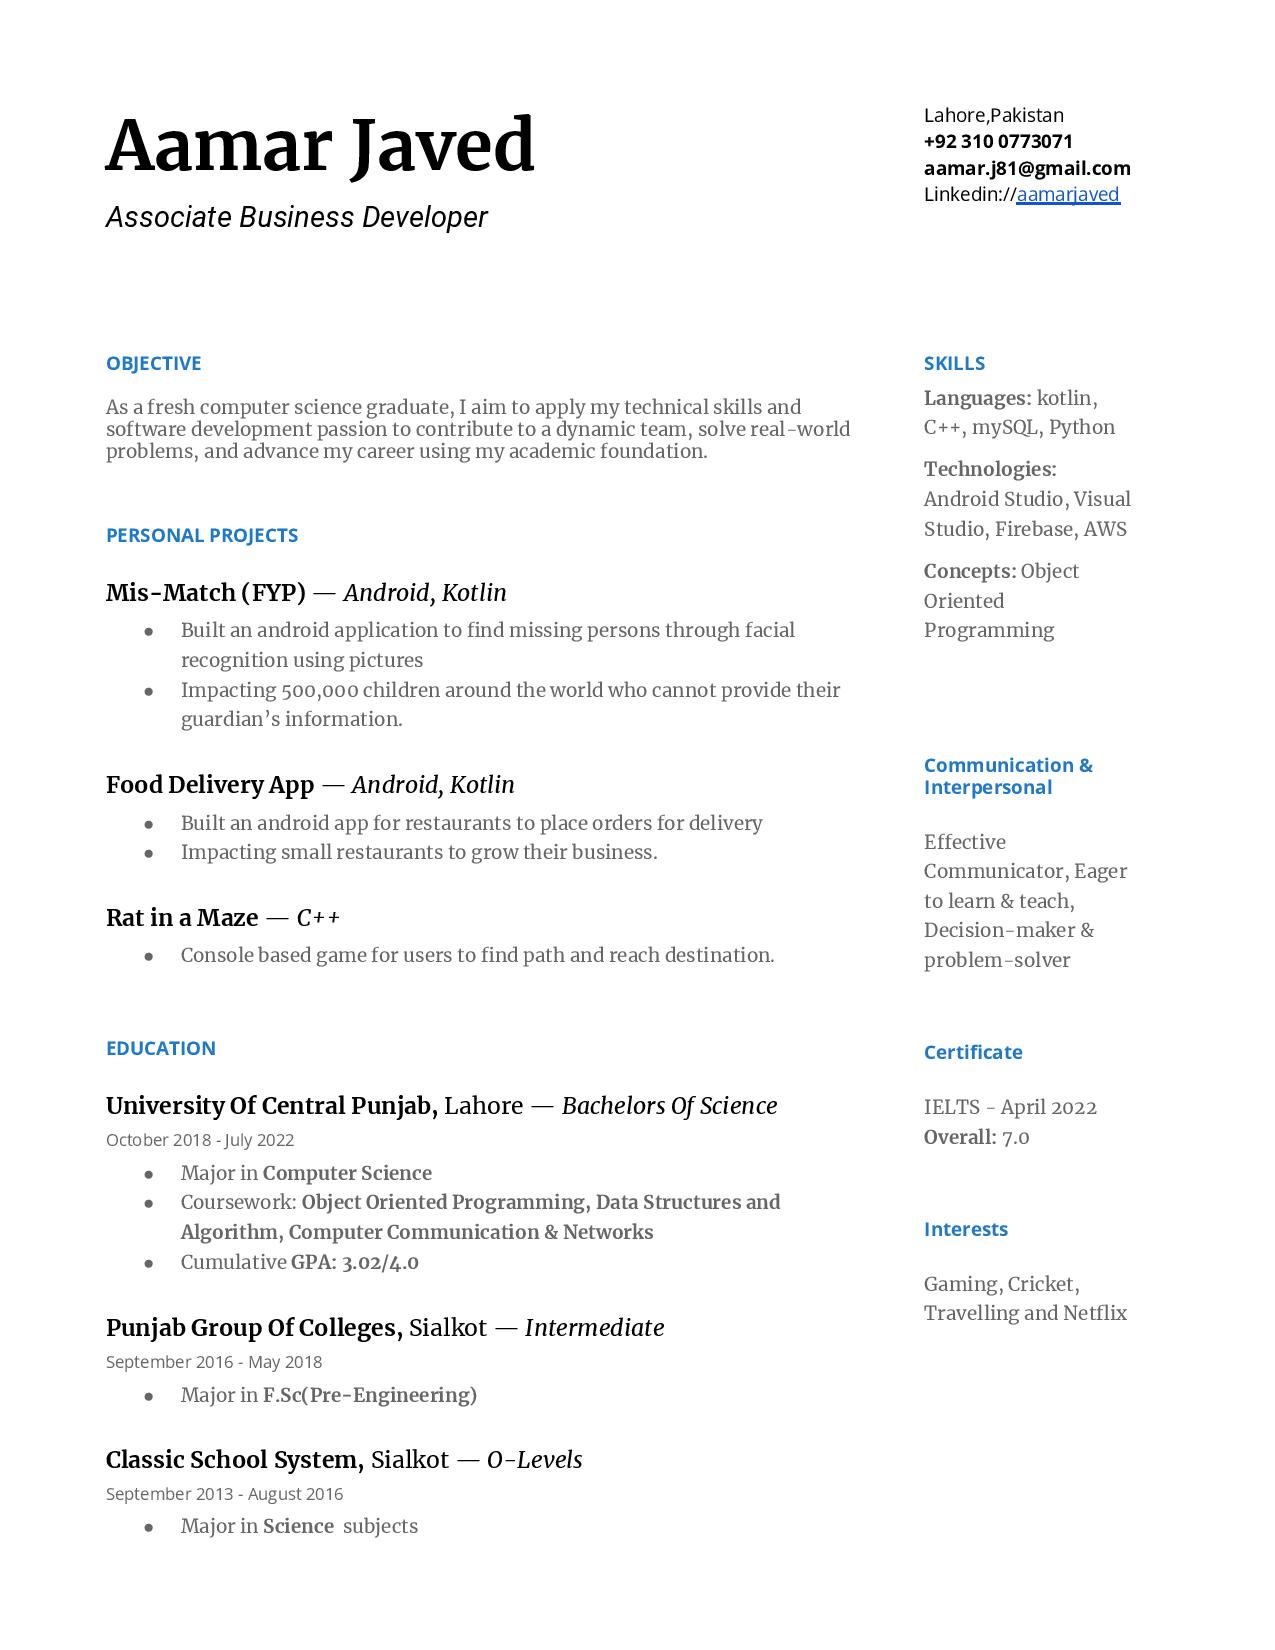 Aamar Javed
Associate Business Developer
Lahore,Pakistan
+92 310 0773071
aamar.j81@gmail.com
Linkedin://aamarjaved
OBJECTIVE
As a fresh computer science graduate, I aim to apply my technical skills and
software development passion to contribute to a dynamic team, solve real-world
problems, and advance my career using my academic foundation.
PERSONAL PROJECTS
Mis-Match (FYP) — Android, Kotlin
● Built an android application to find missing persons through facial
recognition using pictures
● Impacting 500,000 children around the world who cannot provide their
guardian’s information.
Food Delivery App — Android, Kotlin
● Built an android app for restaurants to place orders for delivery
● Impacting small restaurants to grow their business.
Rat in a Maze — C++
● Console based game for users to find path and reach destination.
EDUCATION
University Of Central Punjab, Lahore — Bachelors Of Science
October 2018 - July 2022
● Major in Computer Science
● Coursework: Object Oriented Programming, Data Structures and
Algorithm, Computer Communication & Networks
● Cumulative GPA: 3.02/4.0
Punjab Group Of Colleges, Sialkot — Intermediate
September 2016 - May 2018
● Major in F.Sc(Pre-Engineering)
Classic School System, Sialkot — O-Levels
September 2013 - August 2016
● Major in Science subjects
SKILLS
Languages: kotlin,
C++, mySQL, Python
Technologies:
Android Studio, Visual
Studio, Firebase, AWS
Concepts: Object
Oriented
Programming
Communication &
Interpersonal
Effective
Communicator, Eager
to learn & teach,
Decision-maker &
problem-solver
Certificate
IELTS - April 2022
Overall: 7.0
Interests
Gaming, Cricket,
Travelling and Netflix